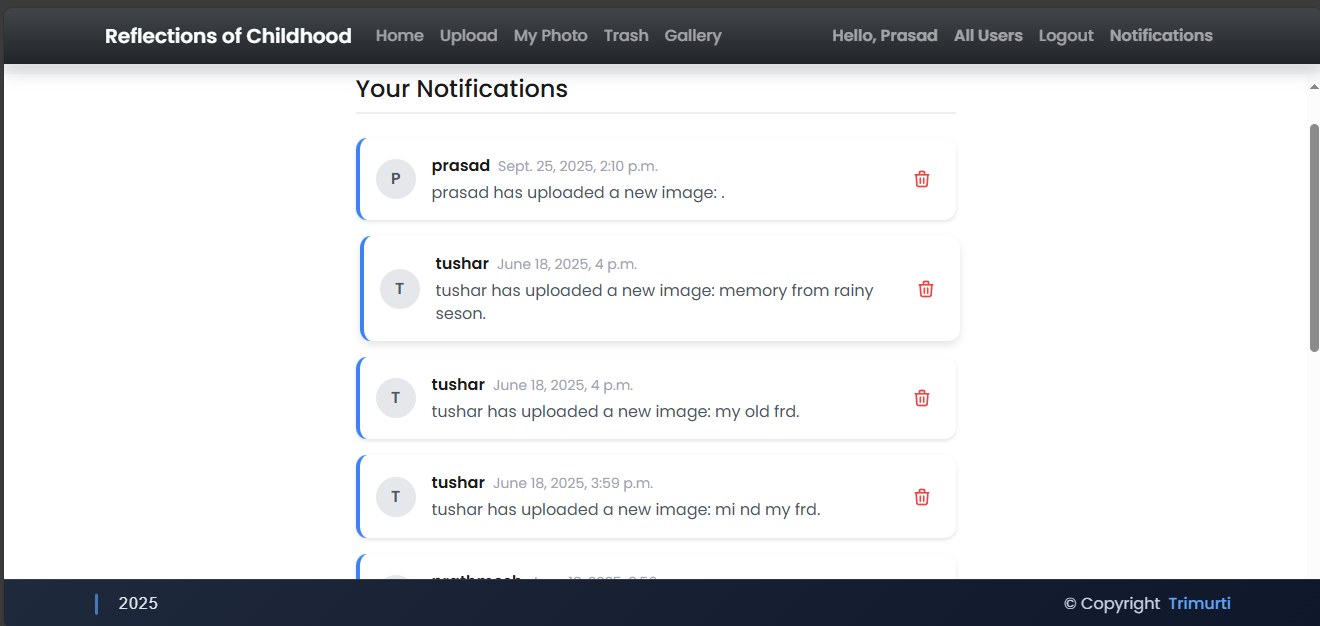 Reflections of Childhood Home Upload My Photo Trash Gallery Hello, Prasad All Users Logout Notifications
Your Notifications
P
prasad Sept. 25, 2025, 2:10 p.m.
prasad has uploaded a new image: .
T
tushar June 18, 2025, 4 p.m.
tushar has uploaded a new image: memory from rainy
seson.
T
tushar June 18, 2025, 4 p.m.
tushar has uploaded a new image: my old frd.
T
tushar June 18, 2025, 3:59 p.m.
tushar has uploaded a new image: mi nd my frd.
2025 © Copyright Trimurti